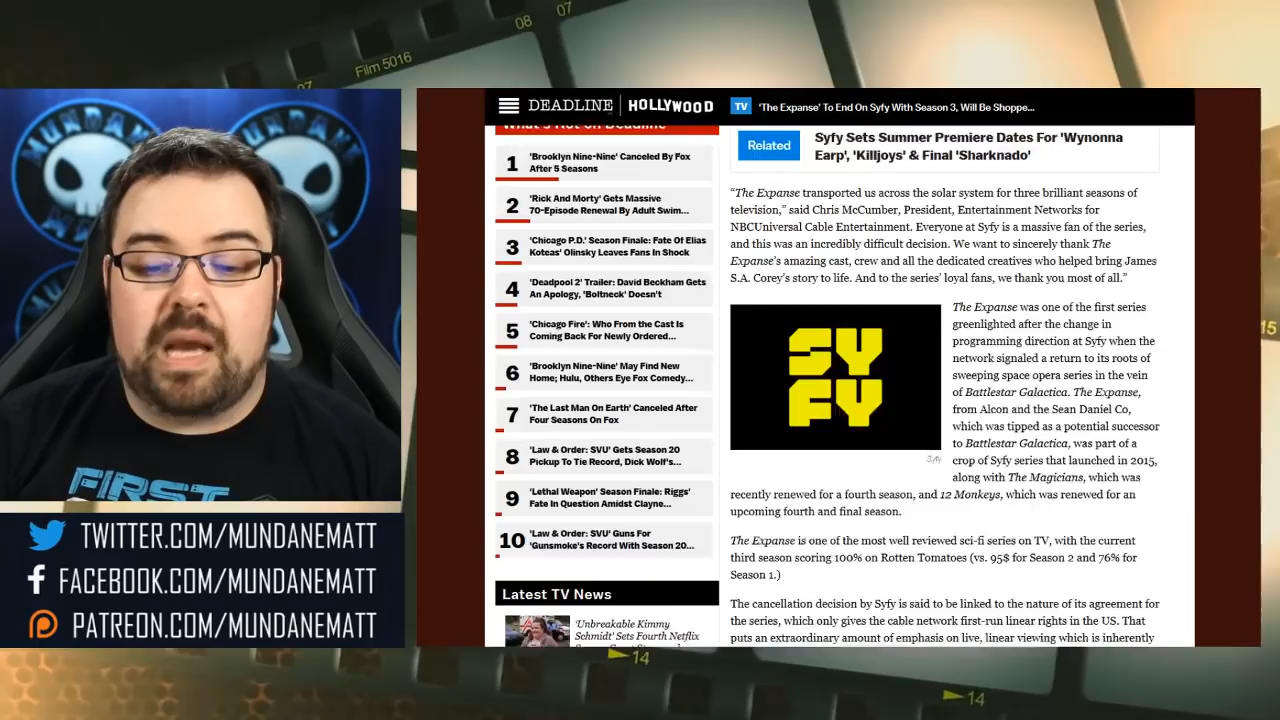 Film 5016
07
08
07
MUNDANE
MUNDANE
FIRST
TWITTER.COM/MUNDANEMATT
FACEBOOK.COM/MUNDANEMATT
PATREON.COM/MUNDANEMATT
DEADLINE
HOLLYWOOD
TV
'The Expanse' To End On Syfy With Season 3, Will Be Shoppe...
What's Hot on Deadline
1
'Brooklyn Nine-Nine' Canceled By Fox
After 5 Seasons
2
'Rick And Morty' Gets Massive
70-Episode Renewal By Adult Swim...
3
'Chicago P.D.' Season Finale: Fate Of Elias
Koteas' Olinsky Leaves Fans In Shock
4
'Deadpool 2' Trailer: David Beckham Gets
An Apology, 'Boltneck' Doesn't
5
'Chicago Fire': Who From the Cast Is
Coming Back For Newly Ordered...
6
'Brooklyn Nine-Nine' May Find New
Home; Hulu, Others Eye Fox Comedy...
7
'The Last Man On Earth' Canceled After
Four Seasons On Fox
8
'Law & Order: SVU' Gets Season 20
Pickup To Tie Record, Dick Wolf's...
9
'Lethal Weapon' Season Finale: Riggs'
Fate In Question Amidst Clayne...
10
'Law & Order: SVU' Guns For
'Gunsmoke's Record With Season 20...
Latest TV News
'Unbreakable Kimmy
Schmidt' Sets Fourth Netflix
Related
Syfy Sets Summer Premiere Dates For 'Wynonna
Earp', 'Killjoys' & Final 'Sharknado'
“The Expanse transported us across the solar system for three brilliant seasons of
television,” said Chris McCumber, President, Entertainment Networks for
NBCUniversal Cable Entertainment. Everyone at Syfy is a massive fan of the series,
and this was an incredibly difficult decision. We want to sincerely thank The
Expanse's amazing cast, crew and all the dedicated creatives who helped bring James
S.A. Corey's story to life. And to the series' loyal fans, we thank you most of all.”
SY
FY
Syfy
The Expanse was one of the first series
greenlighted after the change in
programming direction at Syfy when the
network signaled a return to its roots of
sweeping space opera series in the vein
of Battlestar Galactica. The Expanse,
from Alcon and the Sean Daniel Co,
which was tipped as a potential successor
to Battlestar Galactica, was part of a
crop of Syfy series that launched in 2015,
along with The Magicians, which was
recently renewed for a fourth season, and 12 Monkeys, which was renewed for an
upcoming fourth and final season.
The Expanse is one of the most well reviewed sci-fi series on TV, with the current
third season scoring 100% on Rotten Tomatoes (vs. 95$ for Season 2 and 76% for
Season 1.)
The cancellation decision by Syfy is said to be linked to the nature of its agreement for
the series, which only gives the cable network first-run linear rights in the US. That
puts an extraordinary amount of emphasis on live, linear viewing which is inherently
15
14
14